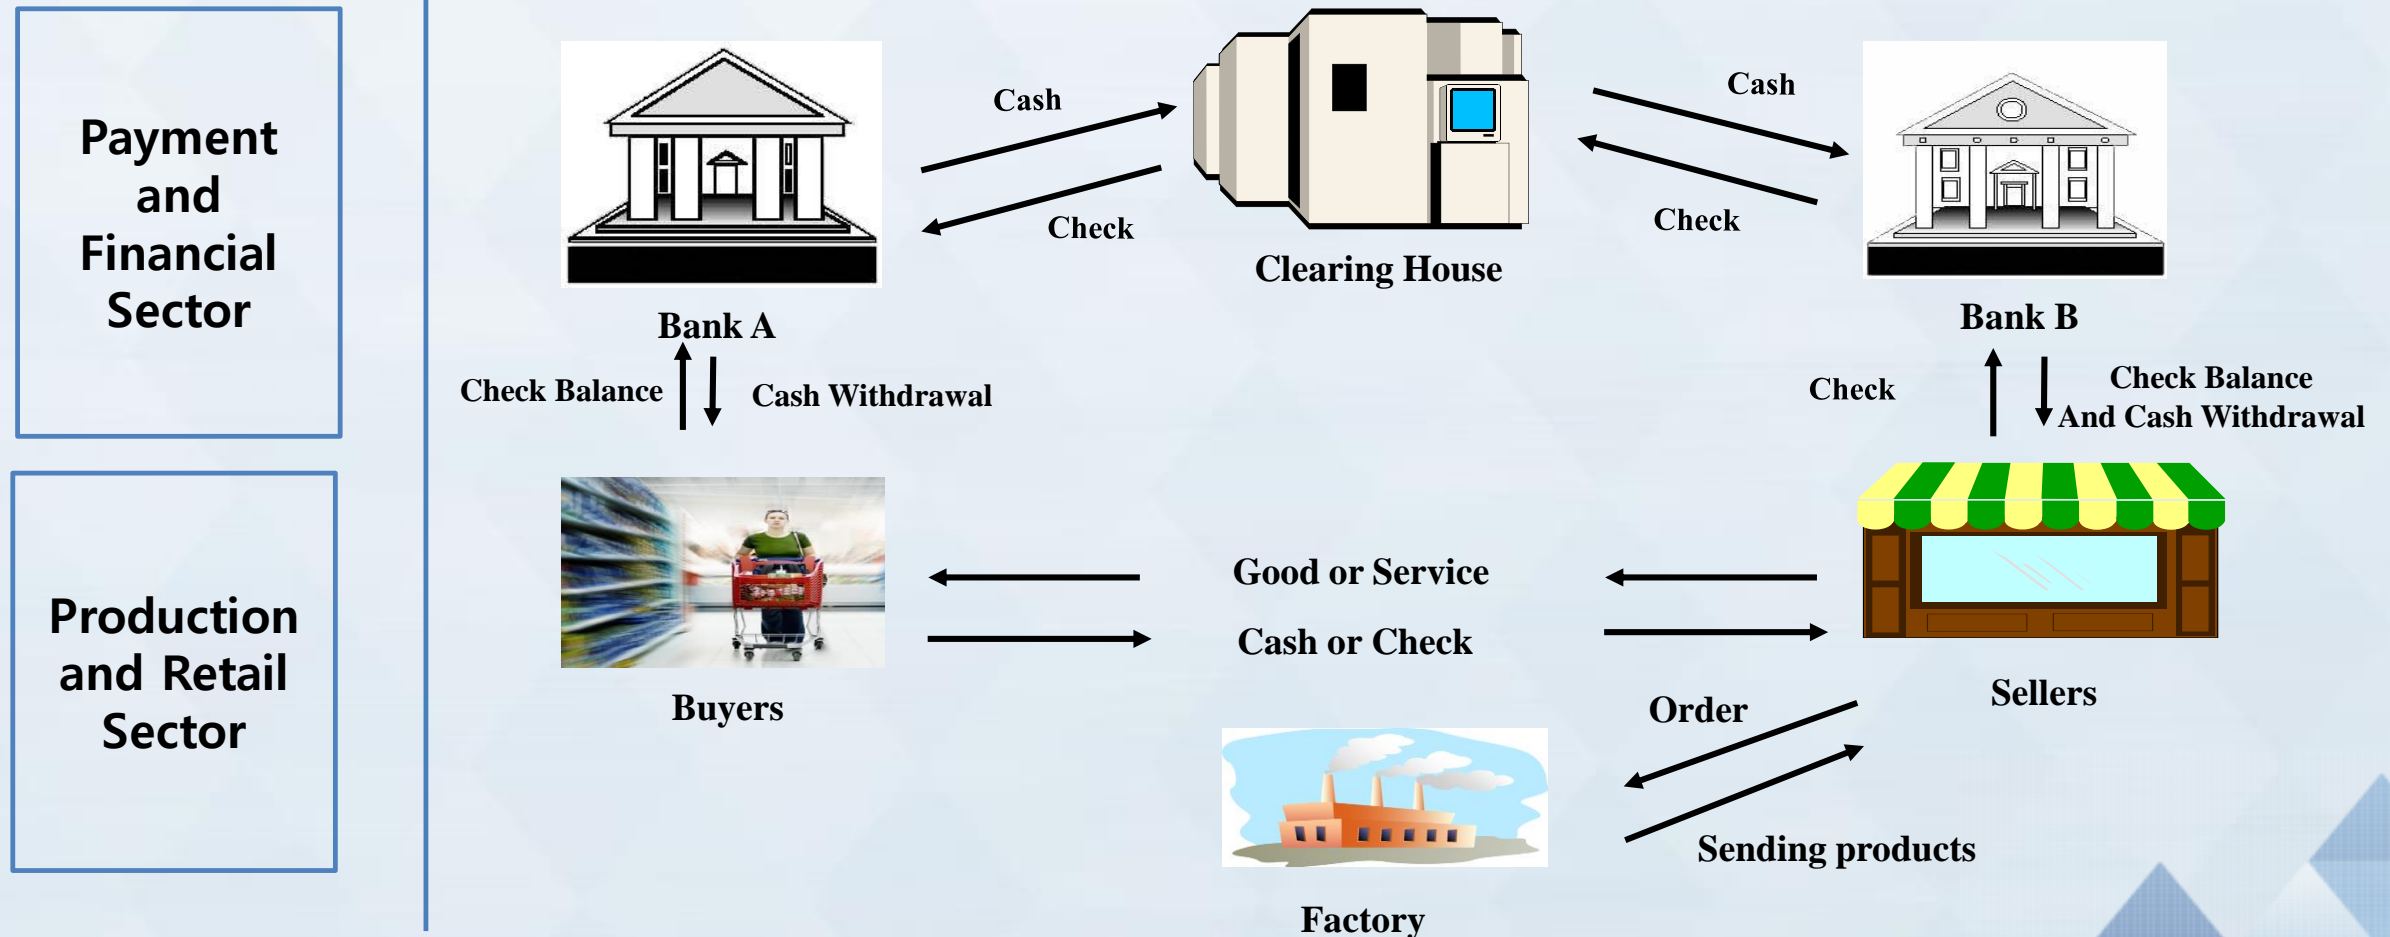 Payment
and
Financial
Sector
Cash
Check
Clearing House
Cash
Check
Bank A
Bank B
Check Balance
Cash Withdrawal
Check
Check Balance
And Cash Withdrawal
Production
and Retail
Sector
Good or Service
Cash or Check
Buyers
Sellers
Order
Sending products
Factory